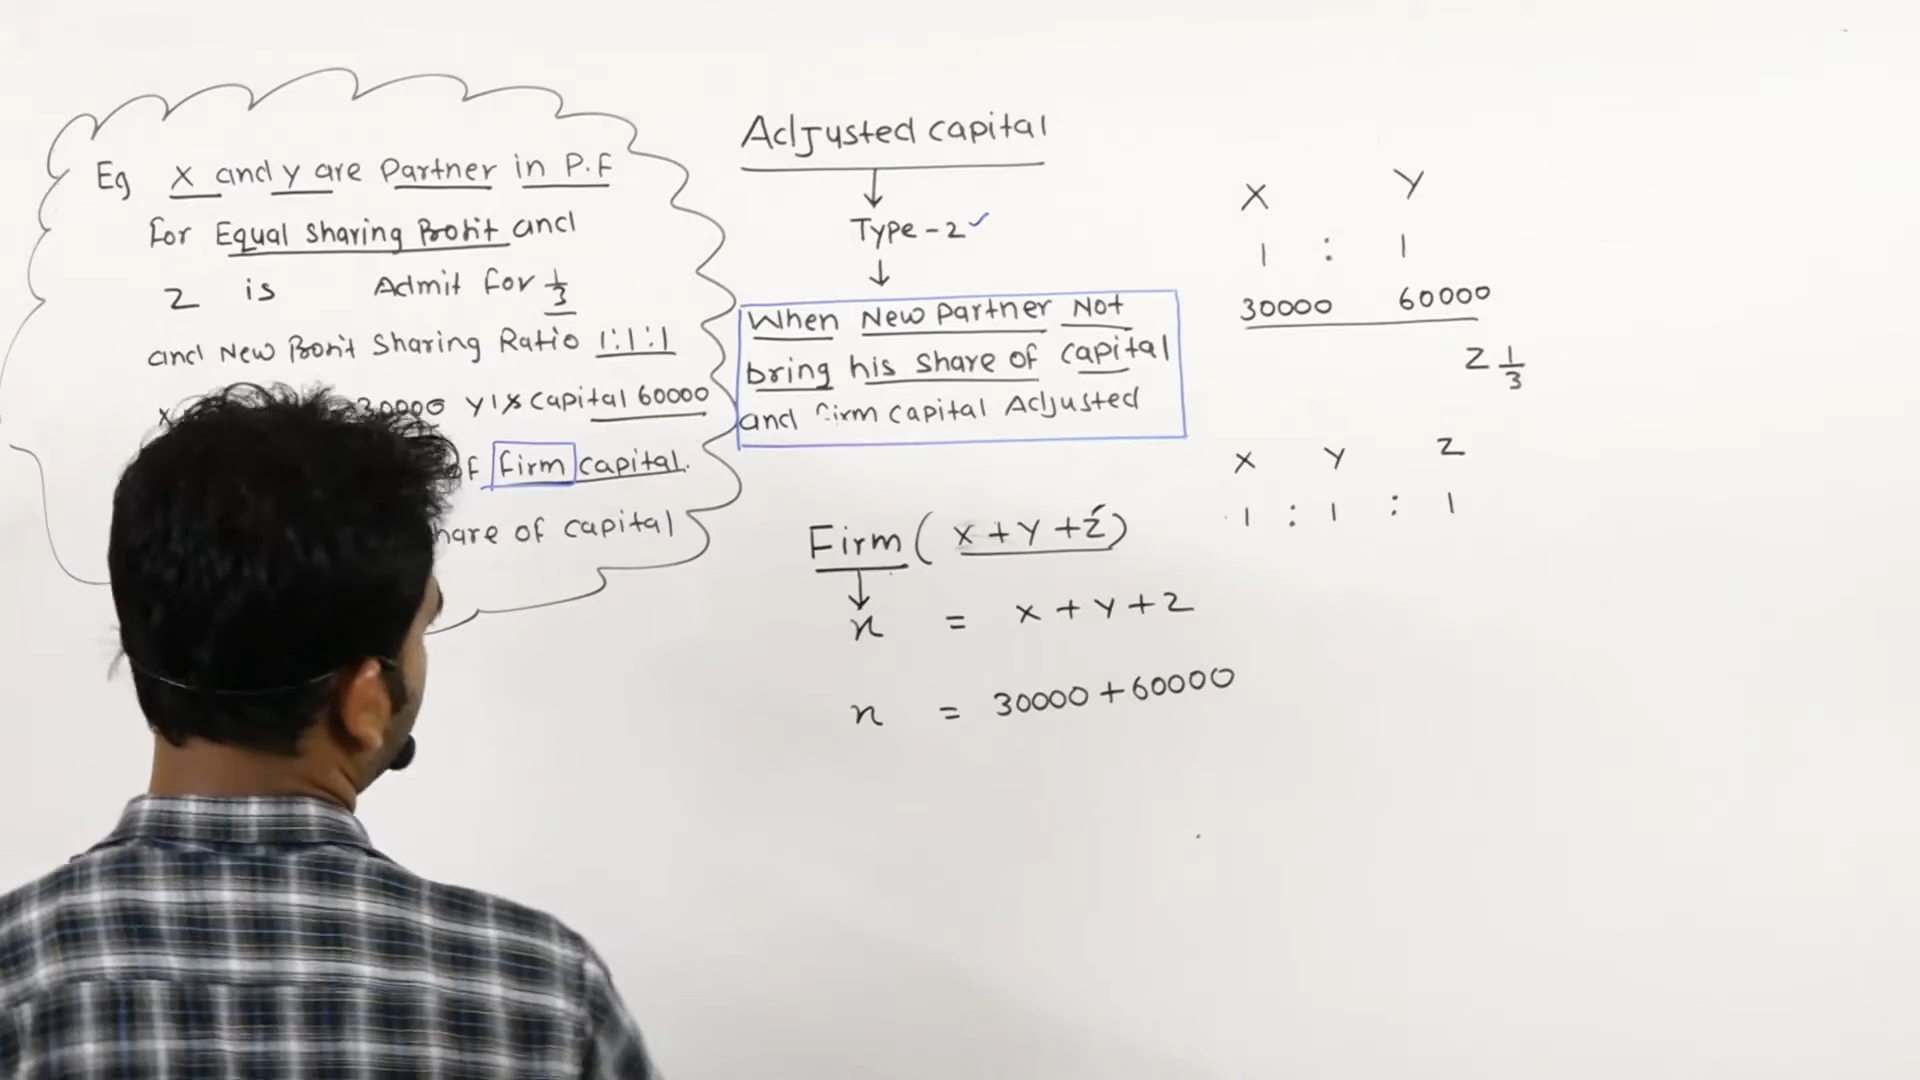 Eg X and y are Partner in P.F
for Equal sharing Profit and
Z is Admit for 1/3
and New Profit Sharing Ratio 1:1:1
30000 Y's capital 60000
Firm capital.
share of capital
Adjusted capital
↓
Type-2 ✓
↓
When New partner Not
bring his share of capital
and firm capital Adjusted
Firm ( x + y + z )
↓
n = x + y + z
n = 30000 + 60000
X Y
1 : 1
30000 60000
Z 1/3
X Y Z
1 : 1 : 1